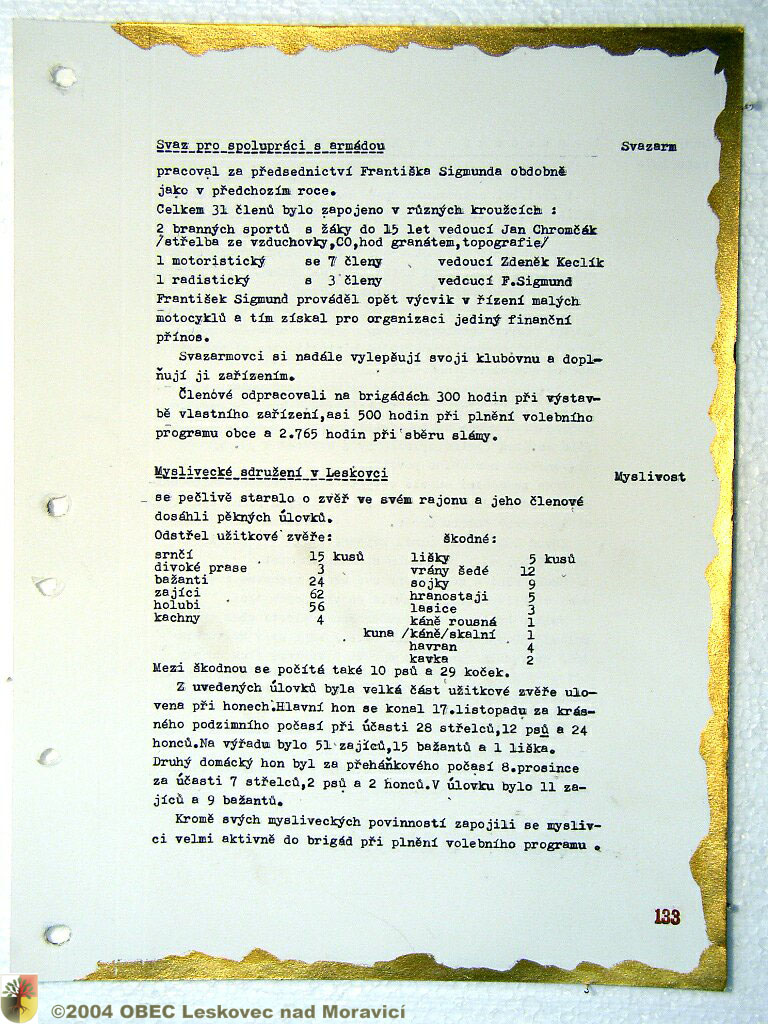 Svaz pro spolupráci s armádou Svazarm
pracoval za předsednictví Františka Sigmunda obdobně
jako v předchozím roce.
Celkem 31 členů bylo zapojeno v různých kroužcích :
2 branných sportů s žáky do 15 let vedoucí Jan Chromčák
/střelba ze vzduchovky,CO,hod granátem,topografie/
1 motoristický se 7 členy vedoucí Zdeněk Keclík
1 radistický s 3 členy vedcucí F.Sigmund
František Sigmund prováděl opět výcvik v řízení malých
motocyklů a tím získal pro organizaci jediný finanční
přínos.
Svazarmovci si nadále vylepěují svoji klubovnu a dopl-
ňují ji zařízením.
Členové odpracovali na brigádách 300 hodin při výstav-
bě vlastního zařízení,asi 500 hodin při plnění volebního
programu obce a 2.765 hodin při sběru slámy.
Myslivecké sdružení v Leskovci Myslivost
se pečlivě staralo o zvěř ve svém rajonu a jeho členové
dosáhli pěkných úlovků.
Odstřel užitkové zvěře: škodné:
srnčí 15 kusů lišky 5 kusů
divoké prase 3 vrány šedé 12
bažanti 24 sojky 9
zajíci 62 hranostaji 5
holubi 56 lasice 3
kachny 4 káně rousná 1
kuna /káně/skalní 1
havran 4
kavka 2
Mezi škodnou se počítá také 10 psů a 29 koček.
Z uvedených úlovků byla velká část užitkové zvěře ulo-
vena při honech.Hlavní hon se konal 17.listopadu za krás-
ného podzimního počasí při účasti 28 střelců,12 psů a 24
honců.Na výřadu bylo 51 zajíců,15 bažantů a 1 liška.
Druhý domácký hon byl za přeháňkového počasí 8.prosince
za účasti 7 střelců,2 psů a 2 honců.V úlovku bylo 11 za-
jíců a 9 bažantů.
Kromě svých mysliveckých povinností zapojili se mysliv-
ci velmi aktivně do brigád při plnění volebního programu .
133
©2004 OBEC Leskovec nad Moravicí